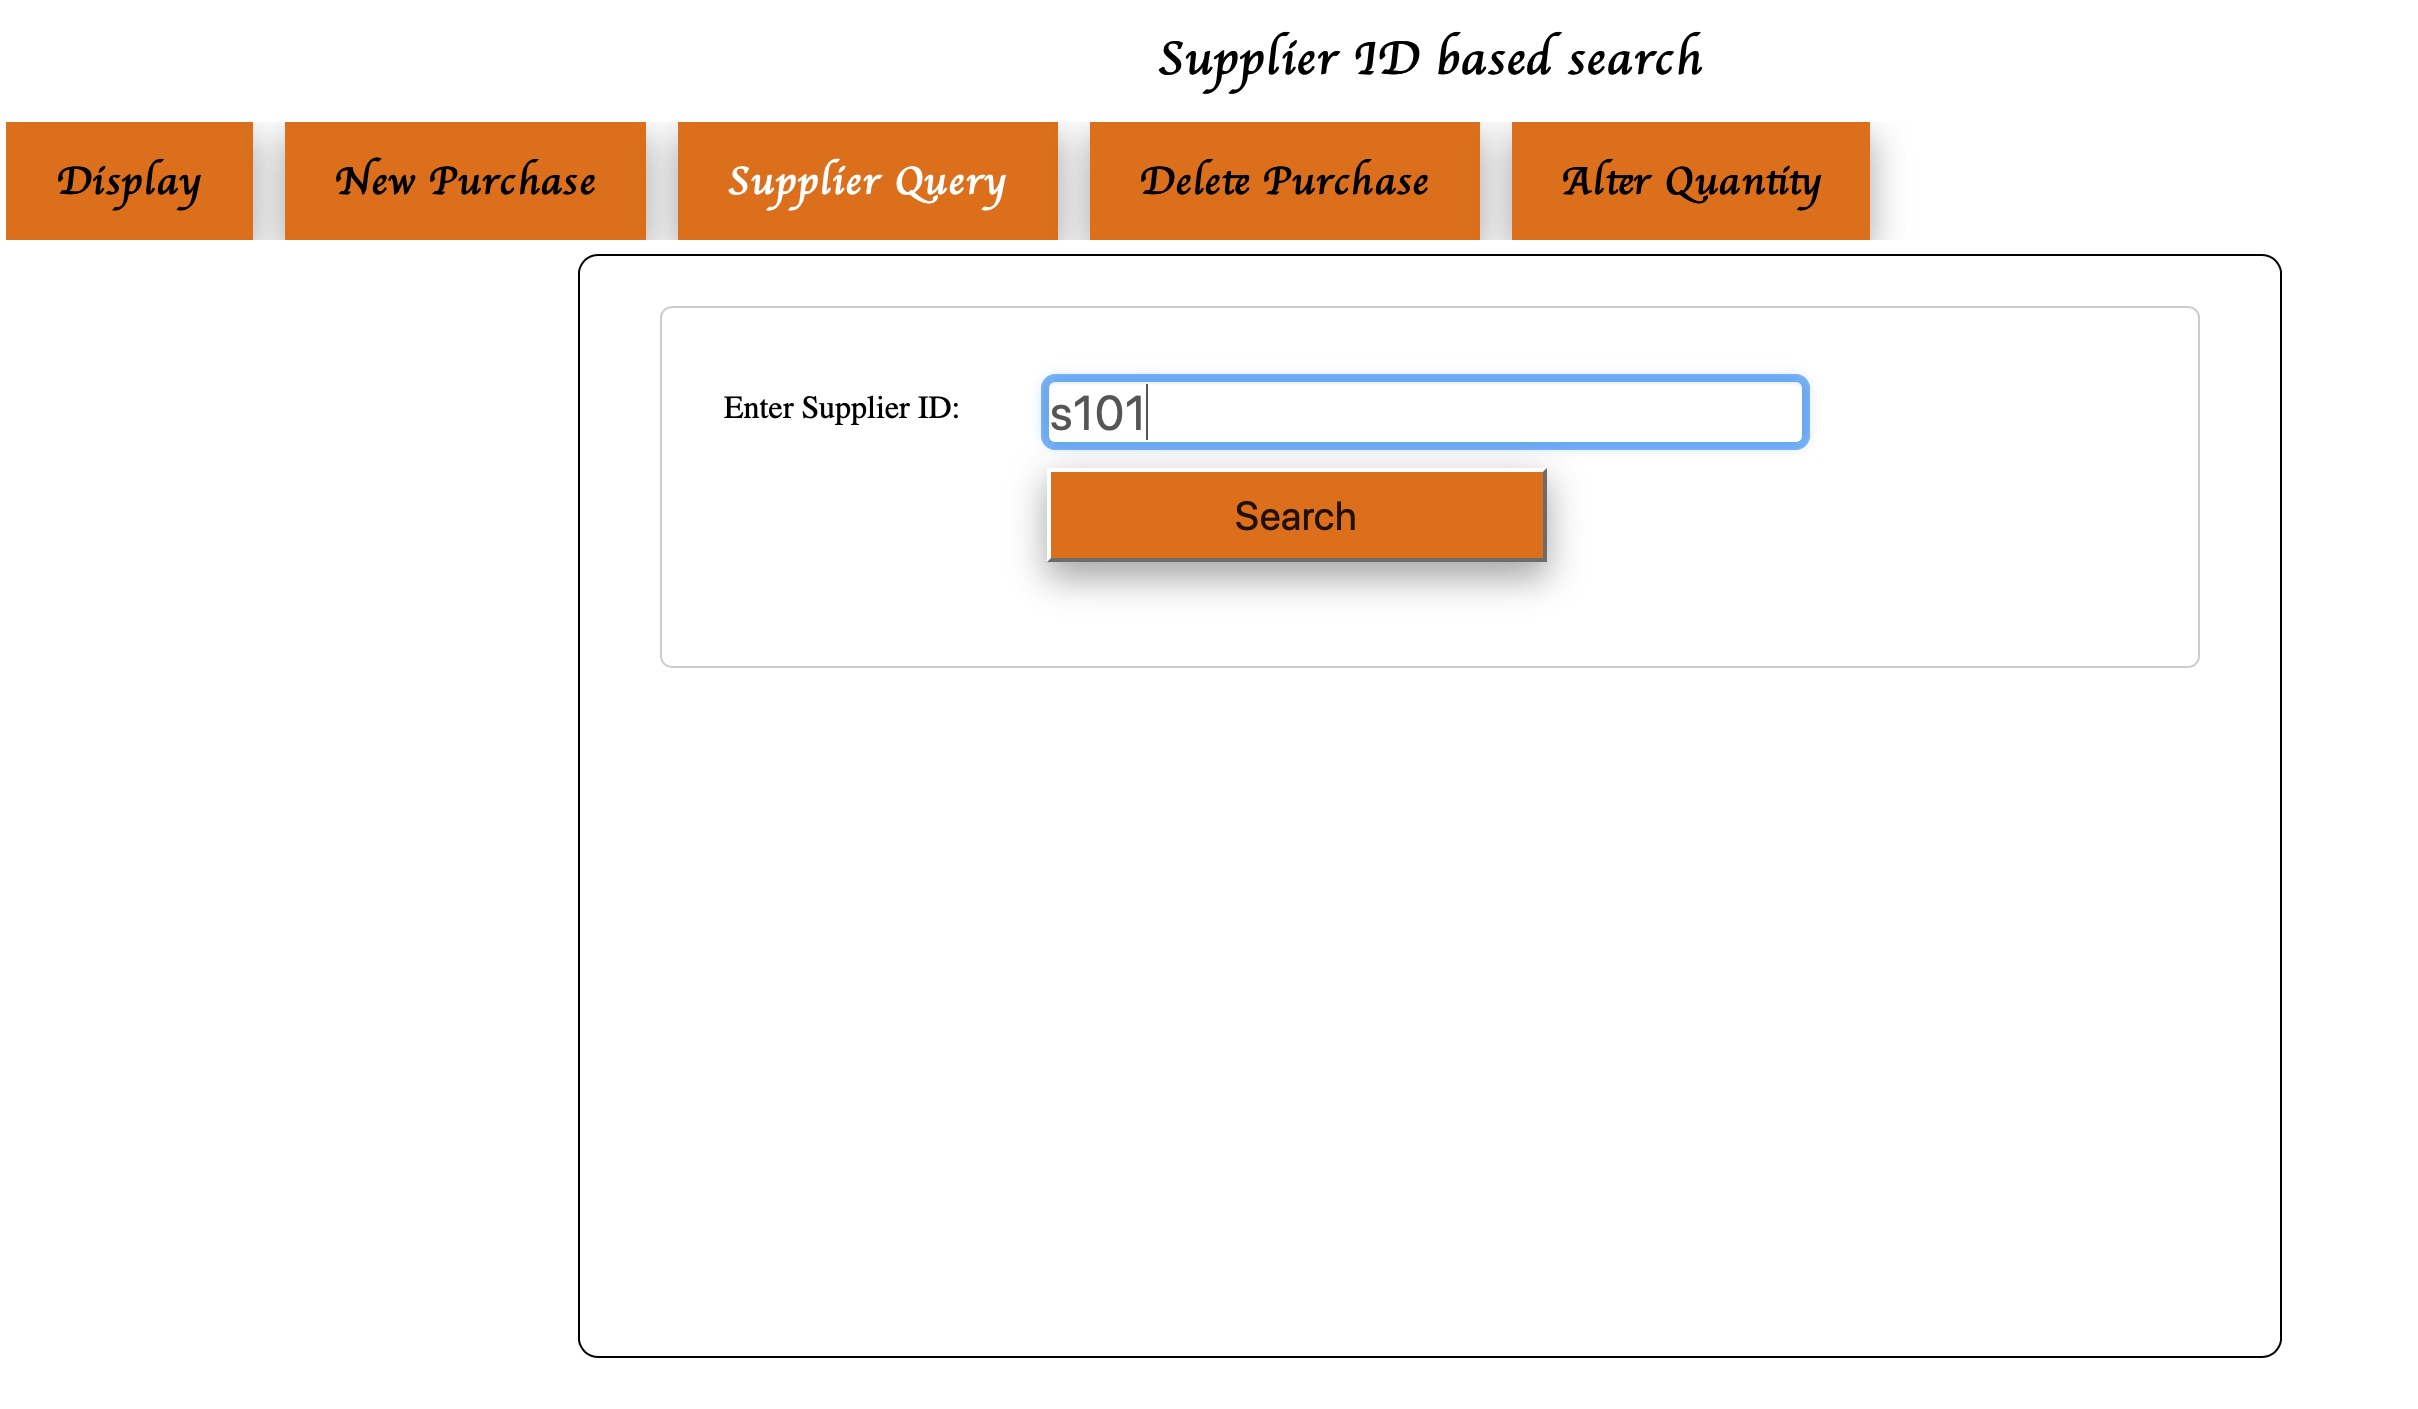 Supplier ID based search
Display New Purchase Supplier Query Delete Purchase Alter Quantity
Enter Supplier ID: s101
Search